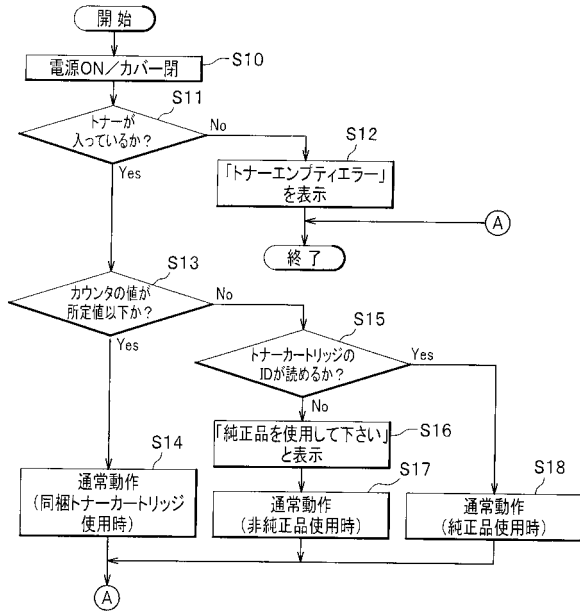 開始
S10
電源ON／カバー閉
S11
トナーが
入っているか?
No
Yes
S12
「トナーエンプティエラー」
を表示
A
終了
S13
カウンタの値が
所定値以下か?
No
Yes
S15
トナーカートリッジの
IDが読めるか?
Yes
No
S16
「純正品を使用して下さい」
と表示
S14
通常動作
(同梱トナーカートリッジ
使用時)
S17
通常動作
(非純正品使用時)
S18
通常動作
(純正品使用時)
A